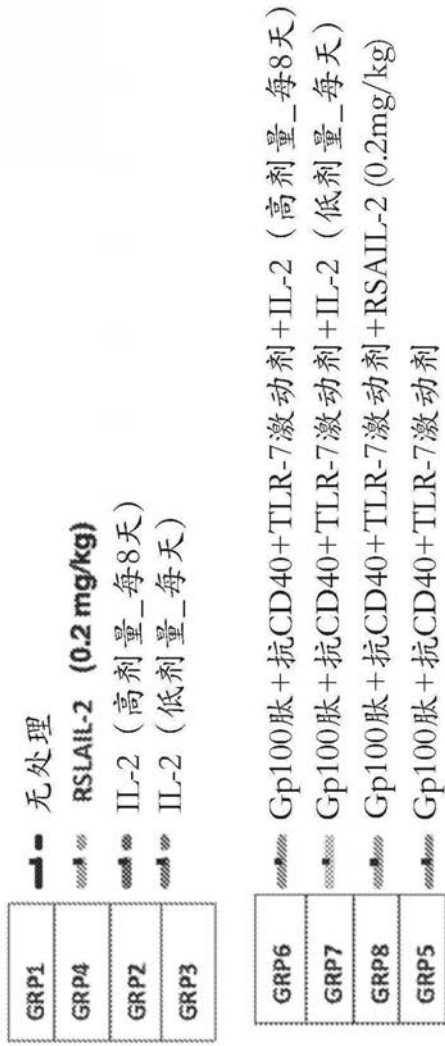 GRP1 无处理
GRP4 RSLAIL-2 (0.2 mg/kg)
GRP2 IL-2（高剂量_每8天）
GRP3 IL-2（低剂量_每天）
GRP6 Gp100肽+抗CD40+TLR-7激动剂+IL-2（高剂量_每8天）
GRP7 Gp100肽+抗CD40+TLR-7激动剂+IL-2（低剂量_每天）
GRP8 Gp100肽+抗CD40+TLR-7激动剂+RSAIL-2 (0.2mg/kg)
GRP5 Gp100肽+抗CD40+TLR-7激动剂